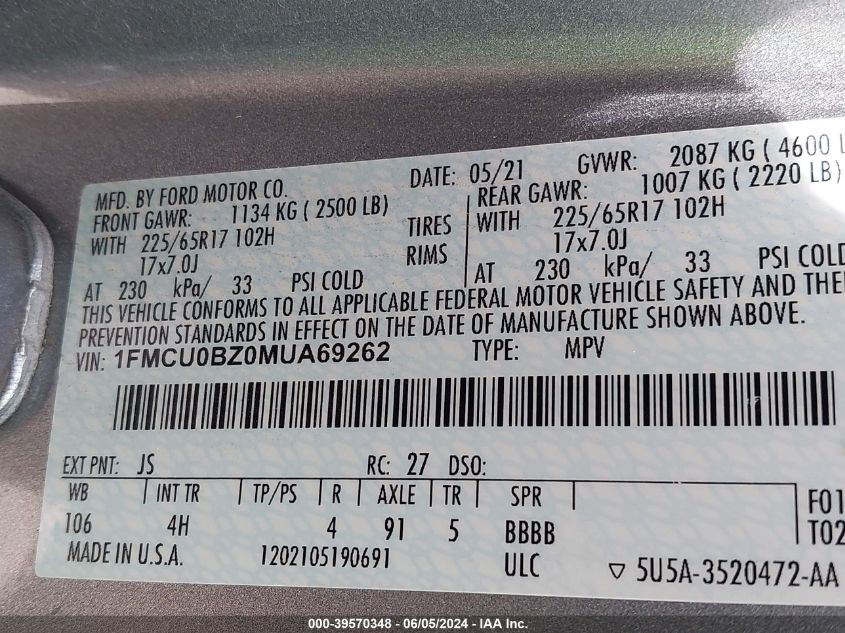 MFD. BY FORD MOTOR CO. DATE: 05/21 GVWR: 2087 KG ( 4600 L
FRONT GAWR: 1134 KG ( 2500 LB) REAR GAWR: 1007 KG ( 2220 LB)
WITH 225/65R17 102H TIRES WITH 225/65R17 102H
17x7.0J RIMS 17x7.0J
AT 230 kPa/ 33 PSI COLD AT 230 kPa/ 33 PSI COLD
THIS VEHICLE CONFORMS TO ALL APPLICABLE FEDERAL MOTOR VEHICLE SAFETY AND THE
PREVENTION STANDARDS IN EFFECT ON THE DATE OF MANUFACTURE SHOWN ABOVE.
VIN: 1FMCU0BZ0MUA69262 TYPE: MPV
EXT PNT: JS RC: 27 DSO:
WB INT TR TP/PS R AXLE TR SPR
106 4H 4 91 5 BBBB
F01
T02
MADE IN U.S.A. 1202105190691 ULC ▽ 5U5A-3520472-AA
000-39570348 - 06/05/2024 - IAA Inc.